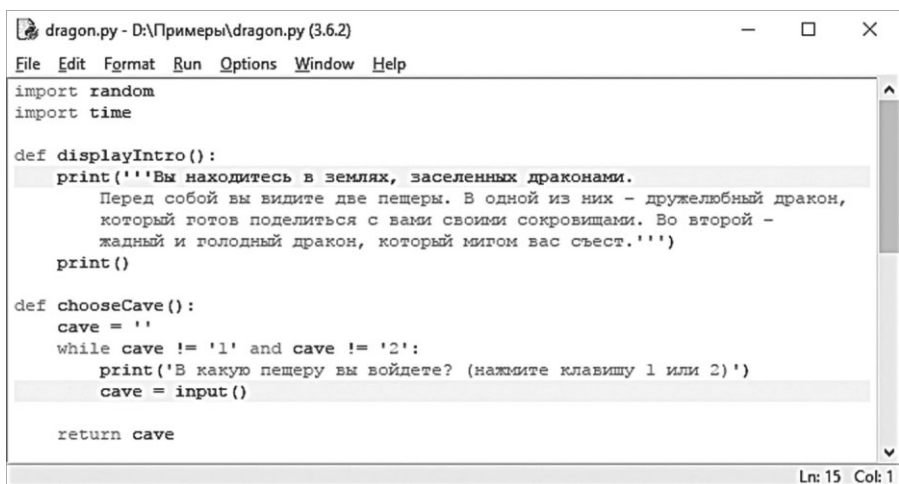 dragon.py - D:\Примеры\dragon.py (3.6.2)
File Edit Format Run Options Window Help
import random
import time
def displayIntro():
    print('''Вы находитесь в землях, заселенных драконами.
        Перед собой вы видите две пещеры. В одной из них – дружелюбный дракон,
        который готов поделиться с вами своими сокровищами. Во второй –
        жадный и голодный дракон, который мигом вас съест.''')
    print()
def chooseCave():
    cave = ''
    while cave != '1' and cave != '2':
        print('В какую пещеру вы войдете? (нажмите клавишу 1 или 2)')
        cave = input()
    return cave
Ln: 15 Col: 1